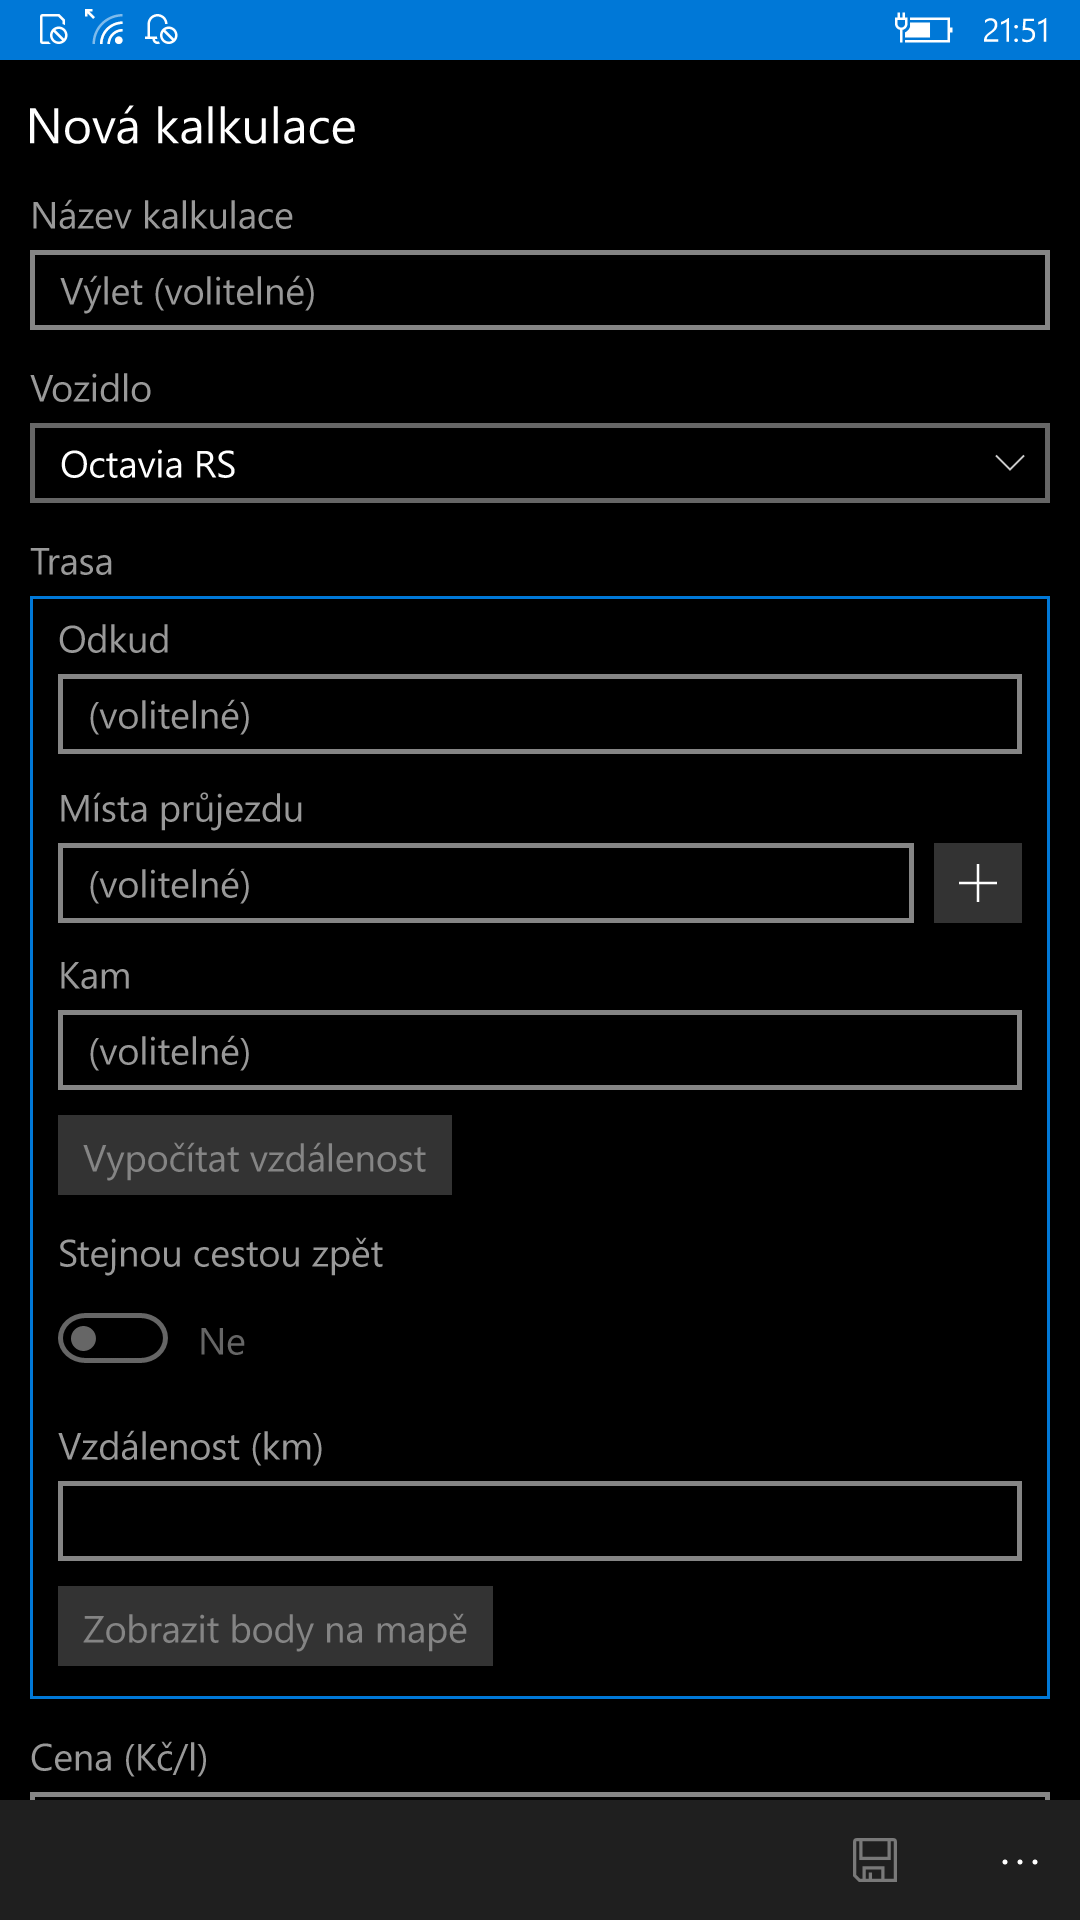 21:51
Nová kalkulace
Název kalkulace
Výlet (volitelné)
Vozidlo
Octavia RS
Trasa
Odkud
(volitelné)
Místa průjezdu
(volitelné)
Kam
(volitelné)
Vypočítat vzdálenost
Stejnou cestou zpět
Ne
Vzdálenost (km)
Zobrazit body na mapě
Cena (Kč/l)